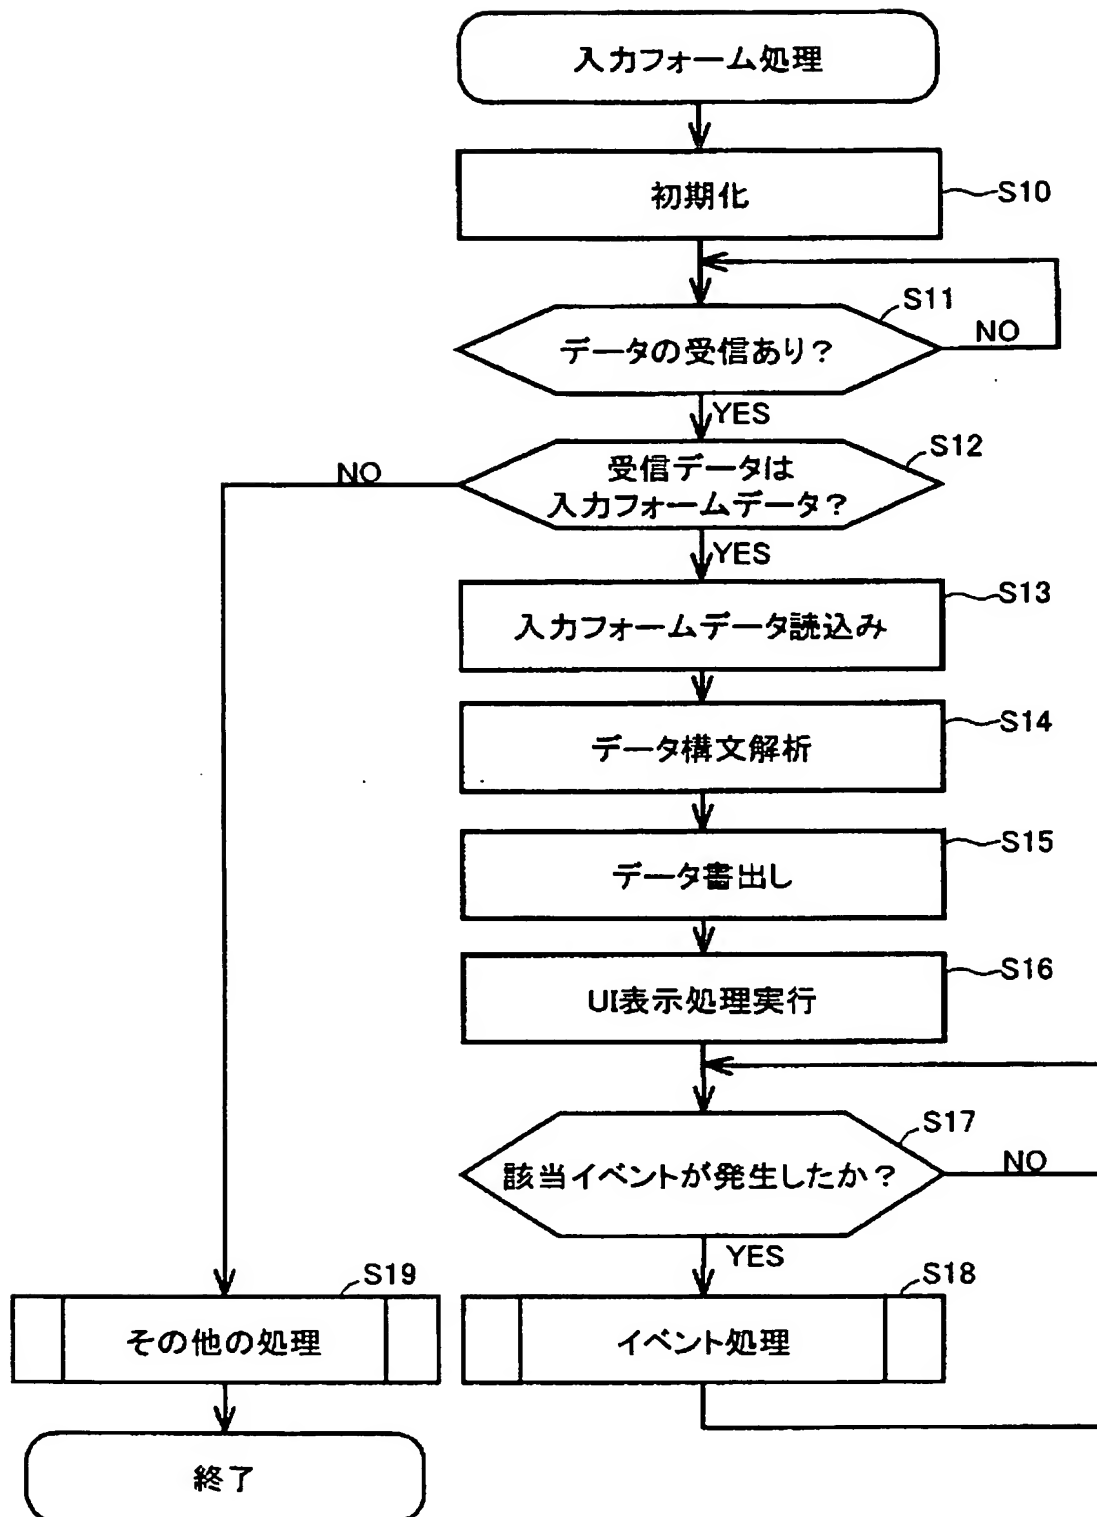 入力フォーム処理
初期化
S10
S11
データの受信あり?
NO
YES
S12
受信データは
入力フォームデータ?
NO
YES
S13
入力フォームデータ読込み
S14
データ構文解析
S15
データ書出し
S16
UI表示処理実行
S17
該当イベントが発生したか?
NO
YES
S19
その他の処理
S18
イベント処理
終了